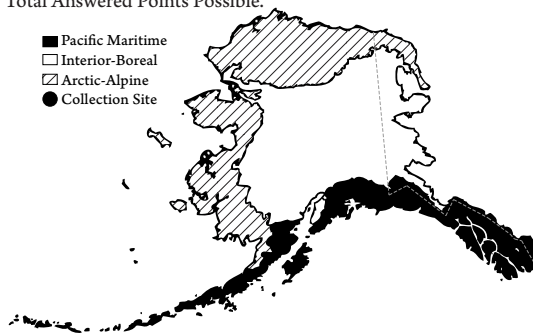 Total Answered Points Possible.
Pacific Maritime
Interior-Boreal
Arctic-Alpine
Collection Site